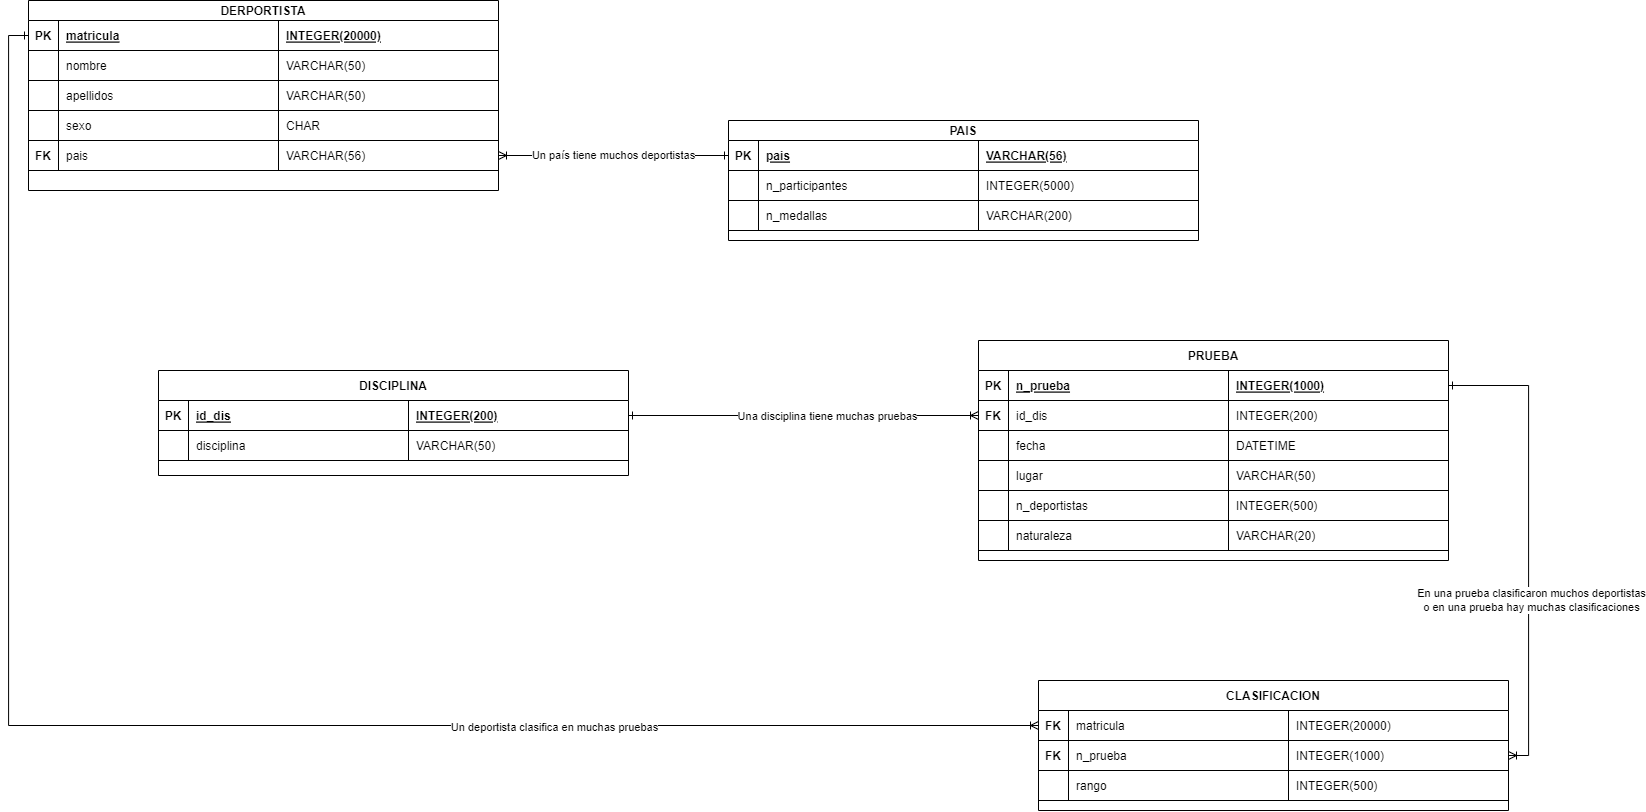 DERPORTISTA
PK matricula INTEGER(20000)
nombre VARCHAR(50)
apellidos VARCHAR(50)
sexo CHAR
FK pais VARCHAR(56)
Un país tiene muchos deportistas
PAIS
PK pais VARCHAR(56)
n_participantes INTEGER(5000)
n_medallas VARCHAR(200)
DISCIPLINA
PK id_dis INTEGER(200)
disciplina VARCHAR(50)
Una disciplina tiene muchas pruebas
PRUEBA
PK n_prueba INTEGER(1000)
FK id_dis INTEGER(200)
fecha DATETIME
lugar VARCHAR(50)
n_deportistas INTEGER(500)
naturaleza VARCHAR(20)
En una prueba clasificaron muchos deportistas
o en una prueba hay muchas clasificaciones
Un deportista clasifica en muchas pruebas
CLASIFICACION
FK matricula INTEGER(20000)
FK n_prueba INTEGER(1000)
rango INTEGER(500)